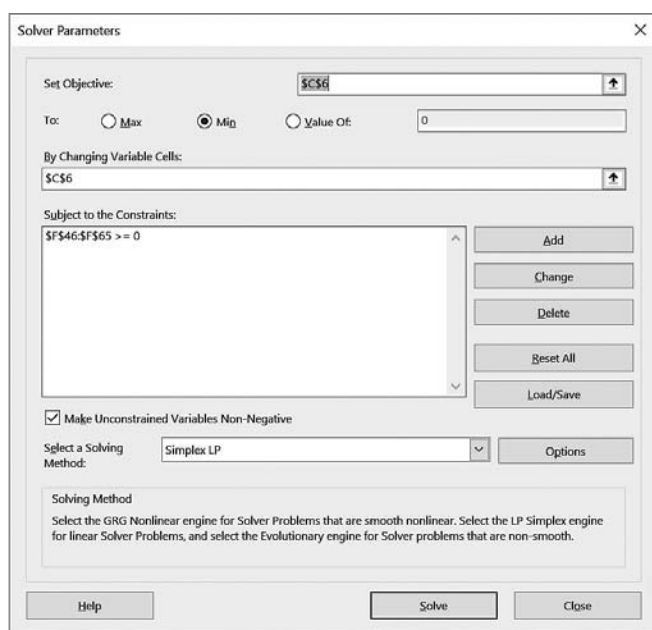 Solver Parameters
Set Objective: $C$6
To: Max Min Value Of: 0
By Changing Variable Cells:
$C$6
Subject to the Constraints:
$F$46:$F$65 >= 0
Add
Change
Delete
Reset All
Load/Save
Make Unconstrained Variables Non-Negative
Select a Solving
Method:
Simplex LP
Options
Solving Method
Select the GRG Nonlinear engine for Solver Problems that are smooth nonlinear. Select the LP Simplex engine
for linear Solver Problems, and select the Evolutionary engine for Solver problems that are non-smooth.
Help Solve Close